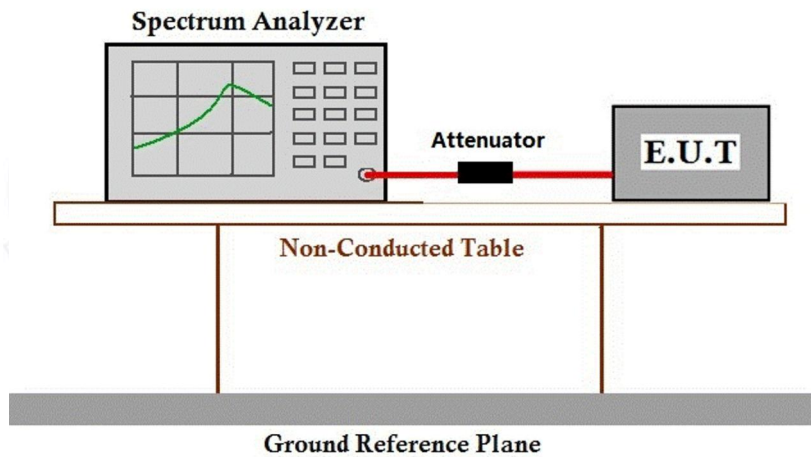 Spectrum Analyzer
Attenuator
E.U.T
Non-Conducted Table
Ground Reference Plane